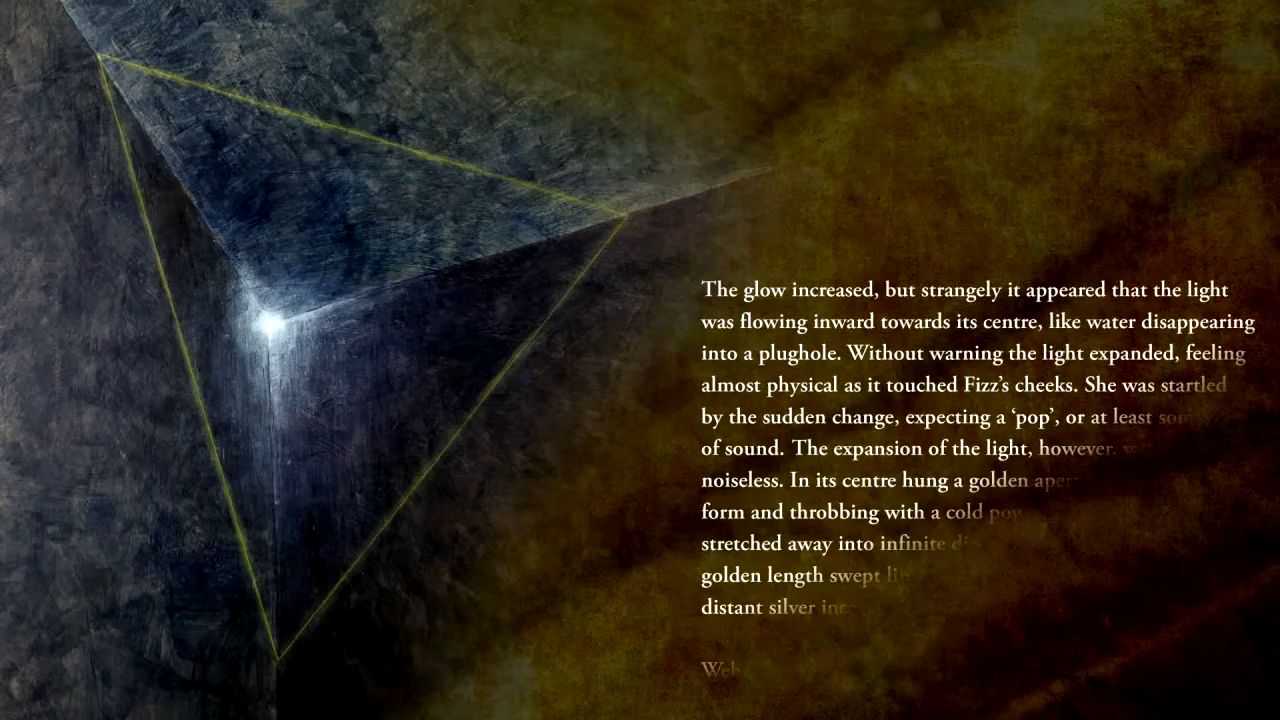 The glow increased, but strangely it appeared that the light
was flowing inward towards its centre, like water disappearing
into a plughole. Without warning the light expanded, feeling
almost physical as it touched Fizz’s cheeks. She was startled
by the sudden change, expecting a ‘pop’, or at least
of sound. The expansion of the light, however,
noiseless. In its centre hung a golden
form and throbbing with a cold
stretched away into infinite
golden length swept
distant silver